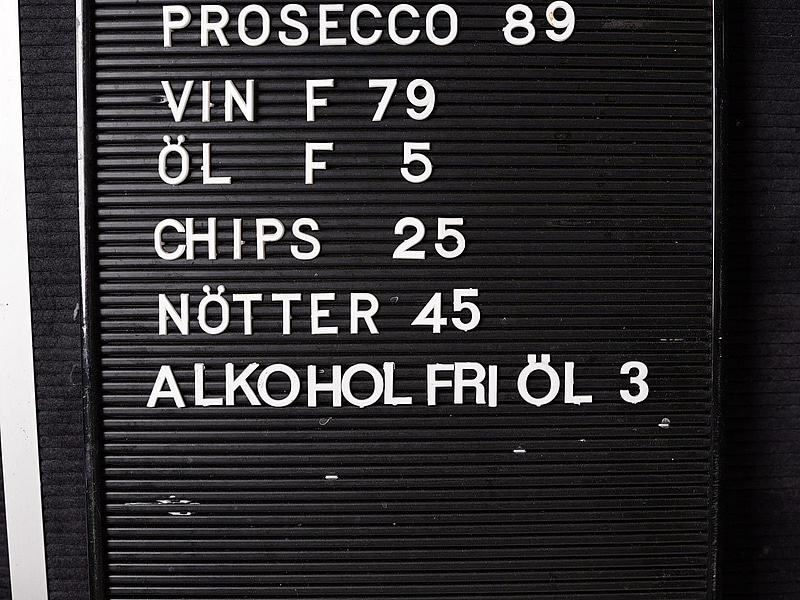 PROSECCO 89
VIN F 79
ÖL F 5
CHIPS 25
NÖTTER 45
ALKOHOLFRI ÖL 3